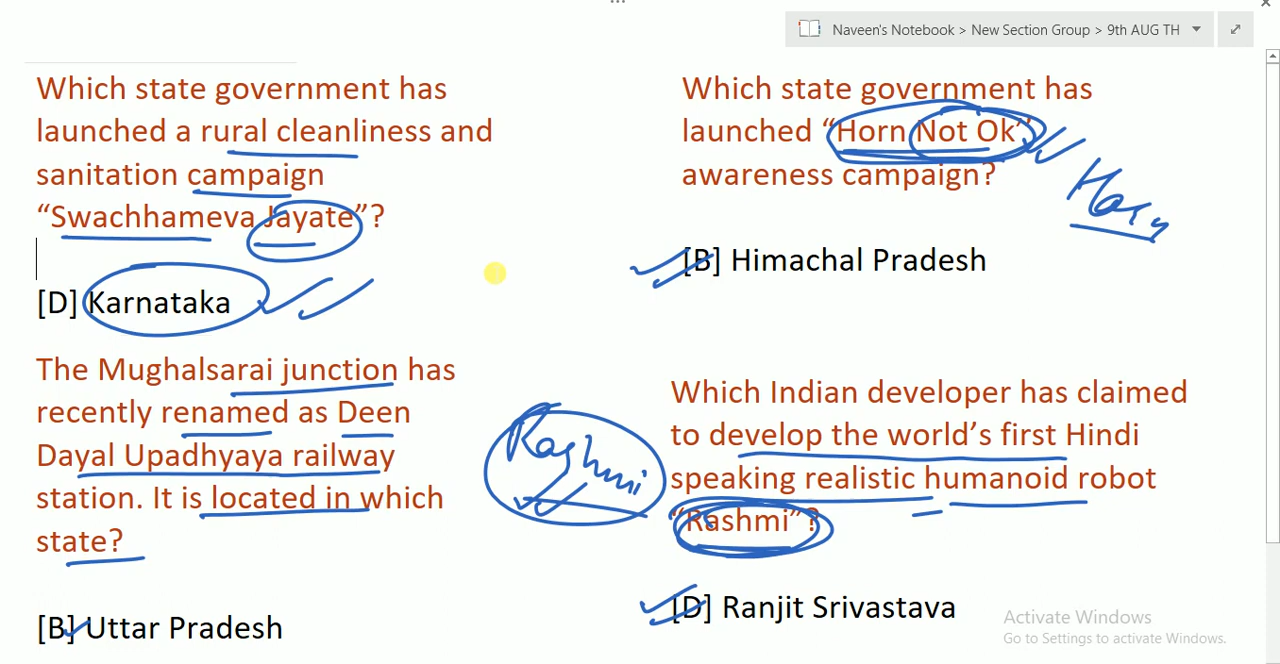 Naveen's Notebook > New Section Group > 9th AUG TH
Which state government has
launched a rural cleanliness and
sanitation campaign
“Swachhameva Jayate”?
[D] Karnataka
Which state government has
launched “Horn Not Ok”
awareness campaign?
[B] Himachal Pradesh
The Mughalsarai junction has
recently renamed as Deen
Dayal Upadhyaya railway
station. It is located in which
state?
[B] Uttar Pradesh
Rashmi
Which Indian developer has claimed
to develop the world’s first Hindi
speaking realistic humanoid robot
“Rashmi”?
[D] Ranjit Srivastava
Activate Windows
Go to Settings to activate Windows.